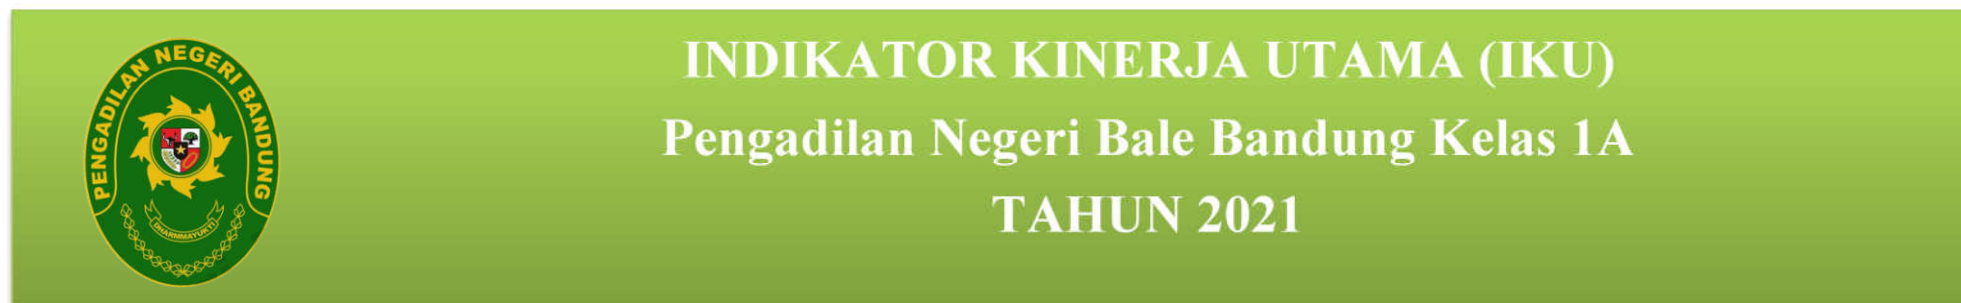 PENGADILAN NEGERI BANDUNG
DHARMMAYUKTI
INDIKATOR KINERJA UTAMA (IKU)
Pengadilan Negeri Bale Bandung Kelas 1A
TAHUN 2021